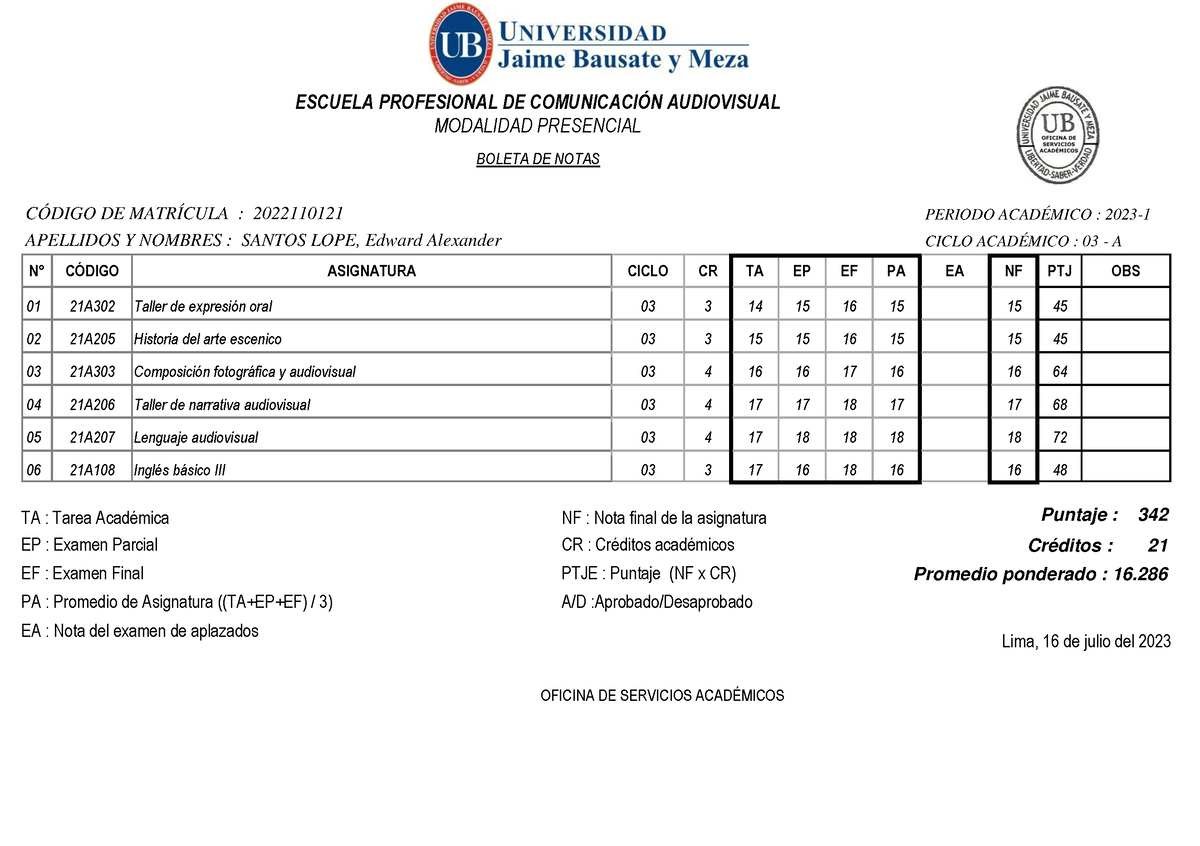 UB UNIVERSIDAD
Jaime Bausate y Meza
ESCUELA PROFESIONAL DE COMUNICACIÓN AUDIOVISUAL
MODALIDAD PRESENCIAL
BOLETA DE NOTAS
UNIVERSIDAD JAIME BAUSATE Y MEZA
UB
OFICINA DE
SERVICIOS
ACADÉMICOS
LIBERTAD-SABER-VERDAD
CÓDIGO DE MATRÍCULA : 2022110121
PERIODO ACADÉMICO : 2023-1
APELLIDOS Y NOMBRES : SANTOS LOPE, Edward Alexander
CICLO ACADÉMICO : 03 - A
N° CÓDIGO ASIGNATURA CICLO CR TA EP EF PA EA NF PTJ OBS
01 21A302 Taller de expresión oral 03 3 14 15 16 15 15 45
02 21A205 Historia del arte escenico 03 3 15 15 16 15 15 45
03 21A303 Composición fotográfica y audiovisual 03 4 16 16 17 16 16 64
04 21A206 Taller de narrativa audiovisual 03 4 17 17 18 17 17 68
05 21A207 Lenguaje audiovisual 03 4 17 18 18 18 18 72
06 21A108 Inglés básico III 03 3 17 16 18 16 16 48
TA : Tarea Académica
EP : Examen Parcial
EF : Examen Final
PA : Promedio de Asignatura ((TA+EP+EF) / 3)
EA : Nota del examen de aplazados
NF : Nota final de la asignatura
CR : Créditos académicos
PTJE : Puntaje (NF x CR)
A/D :Aprobado/Desaprobado
Puntaje : 342
Créditos : 21
Promedio ponderado : 16.286
Lima, 16 de julio del 2023
OFICINA DE SERVICIOS ACADÉMICOS